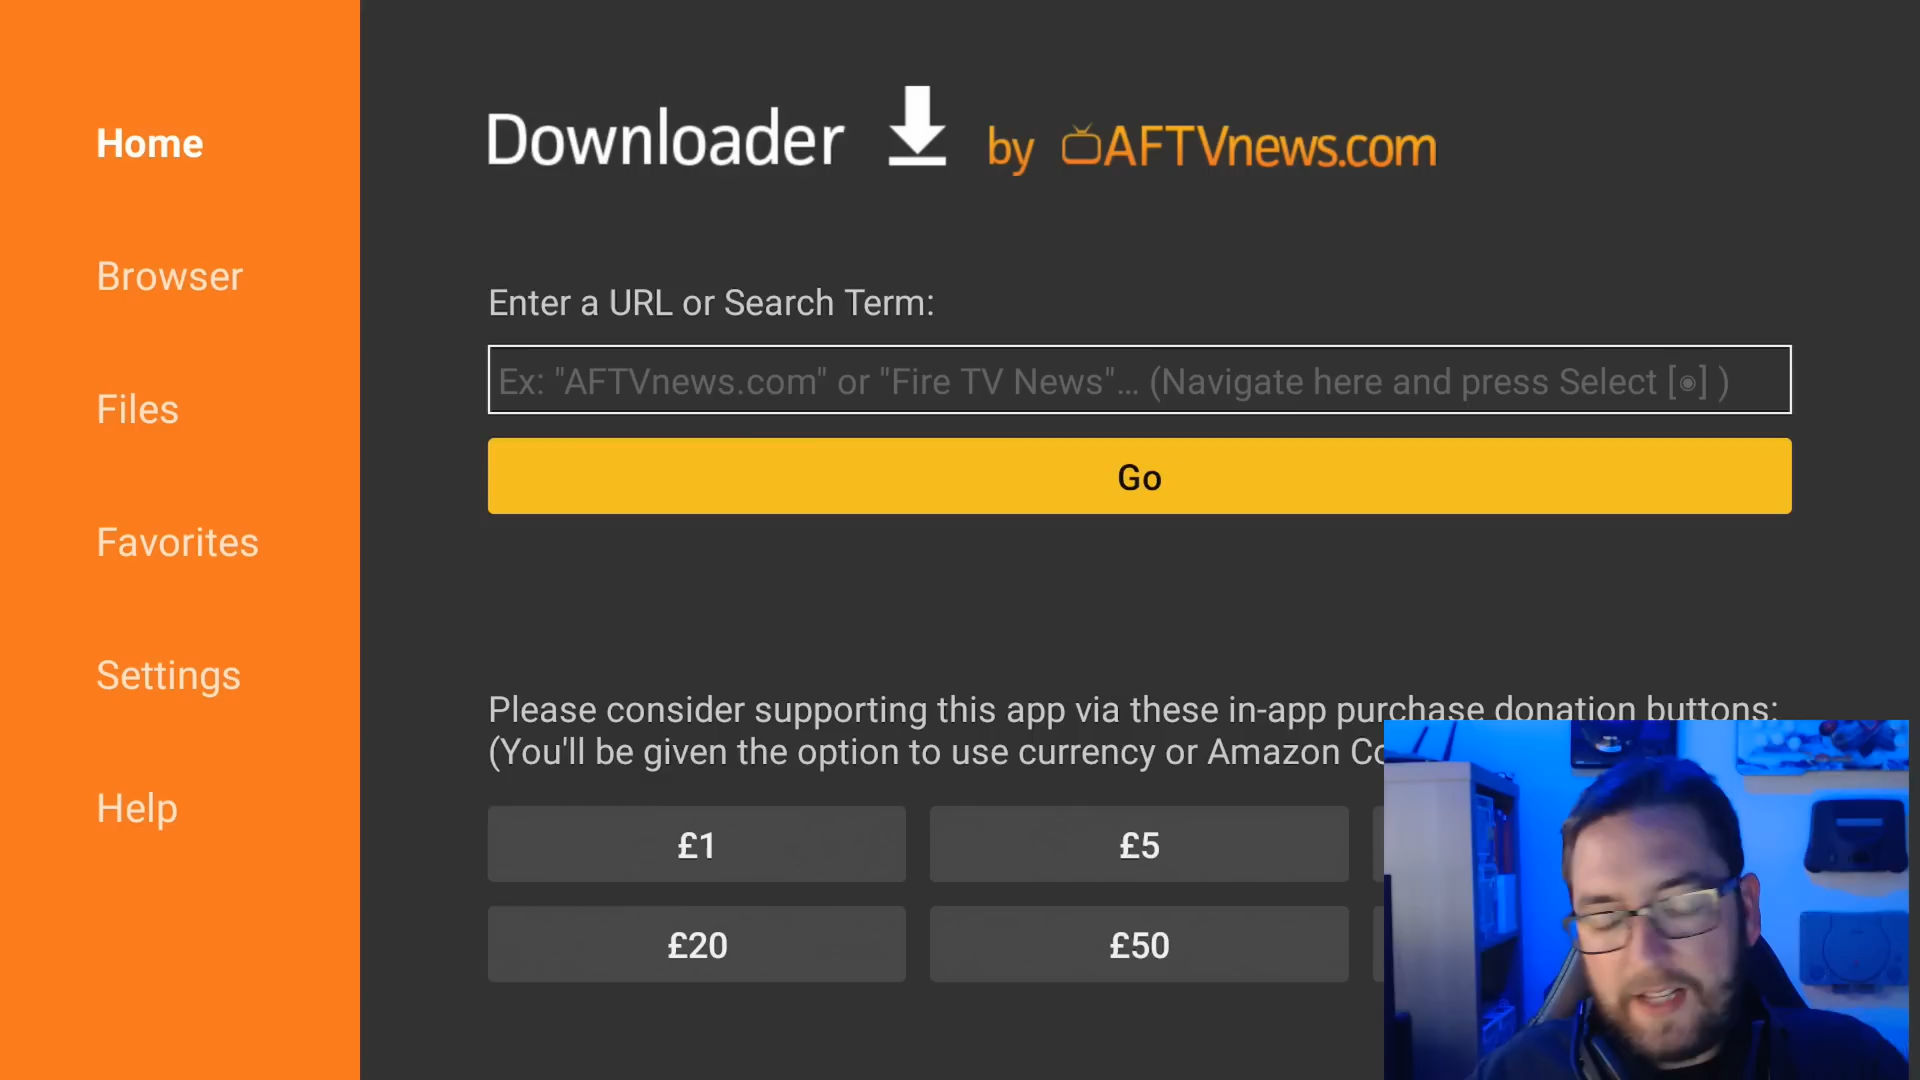 Home
Browser
Files
Favorites
Settings
Help
Downloader by AFTVnews.com
Enter a URL or Search Term:
Ex: "AFTVnews.com" or "Fire TV News"... (Navigate here and press Select [◉] )
Go
Please consider supporting this app via these in-app purchase donation buttons:
(You'll be given the option to use currency or Amazon
£1 £5
£20 £50